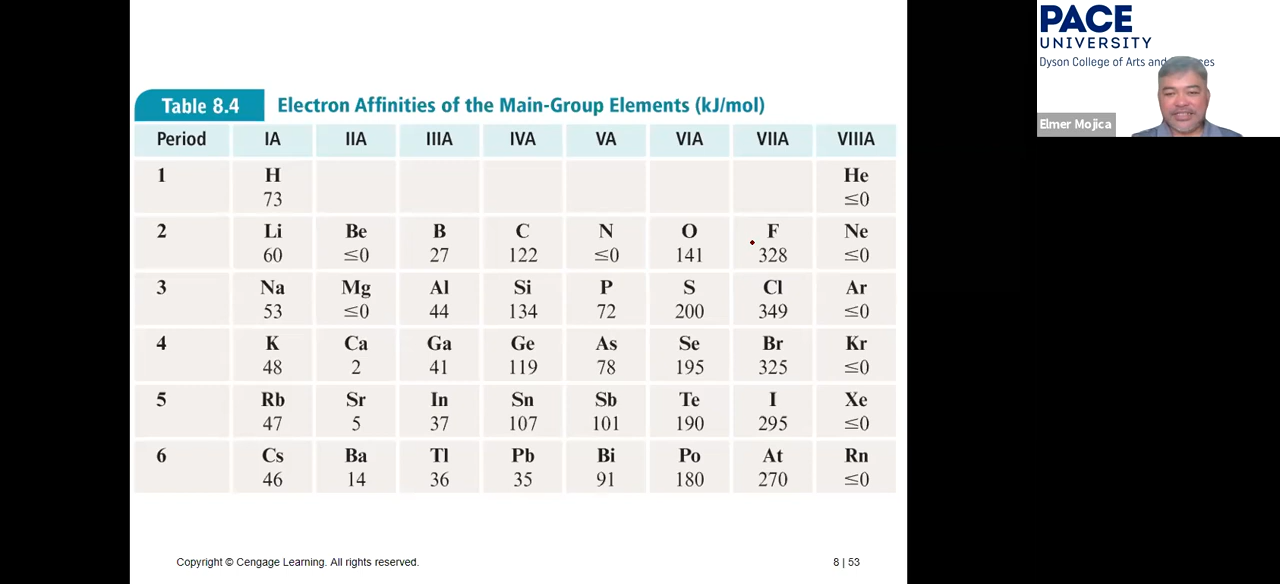 PACE
UNIVERSITY
Dyson College of Arts and ces
Elmer Mojica
Table 8.4 Electron Affinities of the Main-Group Elements (kJ/mol)
Period IA IIA IIIA IVA VA VIA VIIA VIIIA
1 H He
73 ≤0
2 Li Be B C N O F Ne
60 ≤0 27 122 ≤0 141 328 ≤0
3 Na Mg Al Si P S Cl Ar
53 ≤0 44 134 72 200 349 ≤0
4 K Ca Ga Ge As Se Br Kr
48 2 41 119 78 195 325 ≤0
5 Rb Sr In Sn Sb Te I Xe
47 5 37 107 101 190 295 ≤0
6 Cs Ba Tl Pb Bi Po At Rn
46 14 36 35 91 180 270 ≤0
Copyright © Cengage Learning. All rights reserved. 8 | 53